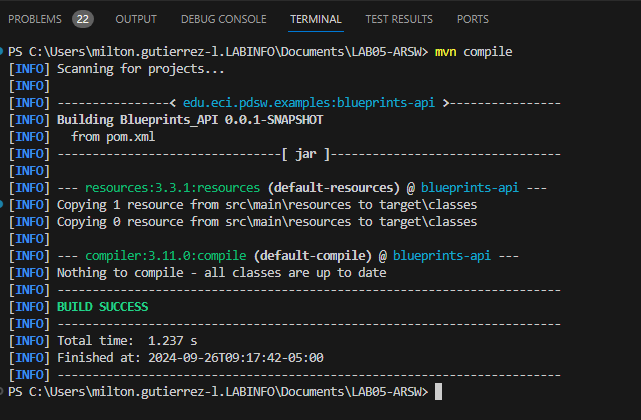 PROBLEMS 22 OUTPUT DEBUG CONSOLE TERMINAL TEST RESULTS PORTS
PS C:\Users\milton.gutierrez-l.LABINFO\Documents\LAB05-ARSW> mvn compile
[INFO] Scanning for projects...
[INFO]
[INFO] ----------------< edu.eci.pdsw.examples:blueprints-api >----------------
[INFO] Building Blueprints_API 0.0.1-SNAPSHOT
[INFO]   from pom.xml
[INFO] --------------------------------[ jar ]---------------------------------
[INFO]
[INFO] --- resources:3.3.1:resources (default-resources) @ blueprints-api ---
[INFO] Copying 1 resource from src\main\resources to target\classes
[INFO] Copying 0 resource from src\main\resources to target\classes
[INFO]
[INFO] --- compiler:3.11.0:compile (default-compile) @ blueprints-api ---
[INFO] Nothing to compile - all classes are up to date
[INFO] ------------------------------------------------------------------------
[INFO] BUILD SUCCESS
[INFO] ------------------------------------------------------------------------
[INFO] Total time:  1.237 s
[INFO] Finished at: 2024-09-26T09:17:42-05:00
[INFO] ------------------------------------------------------------------------
PS C:\Users\milton.gutierrez-l.LABINFO\Documents\LAB05-ARSW>